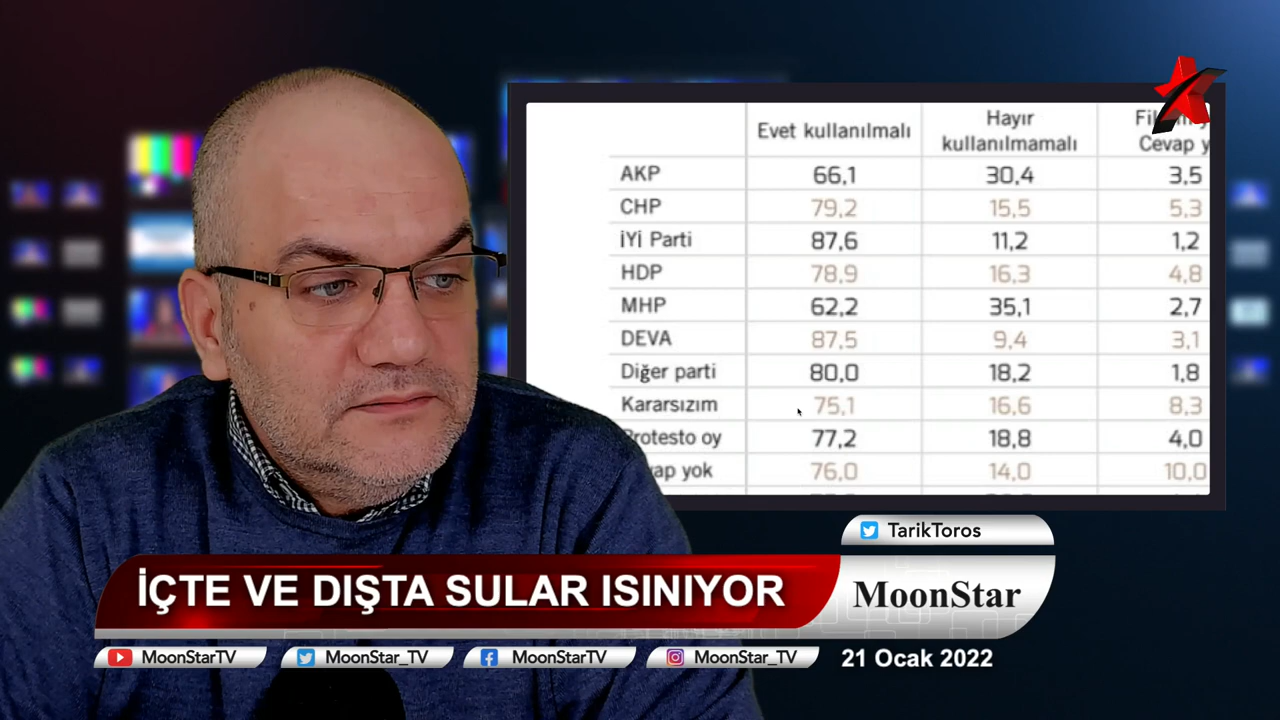 Evet kullanılmalı
Hayır
kullanılmamalı
Cevap
AKP 66,1 30,4 3,5
CHP 79,2 15,5 5,3
İYİ Parti 87,6 11,2 1,2
HDP 78,9 16,3 4,8
MHP 62,2 35,1 2,7
DEVA 87,5 9,4 3,1
Diğer parti 80,0 18,2 1,8
Kararsızım 75,1 16,6 8,3
Protesto oy 77,2 18,8 4,0
yok 76,0 14,0 10,0
TarikToros
İÇTE VE DIŞTA SULAR ISINIYOR
MoonStar
MoonStarTV
MoonStar_TV
MoonStarTV
MoonStar_TV
21 Ocak 2022